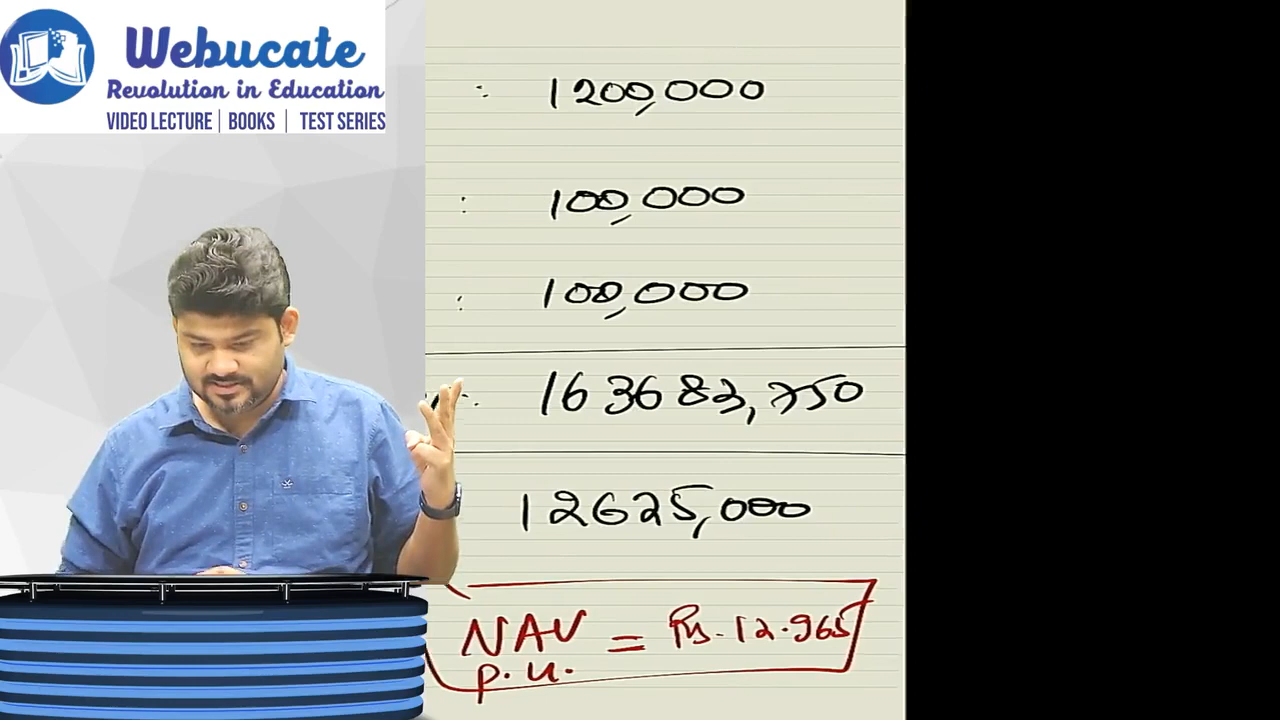 Webucate
Revolution in Education
VIDEO LECTURE | BOOKS | TEST SERIES
: 1200,000
: 100,000
: 100,000
163683,750
12625,000
NAV = Rs. 12.965
p.u.